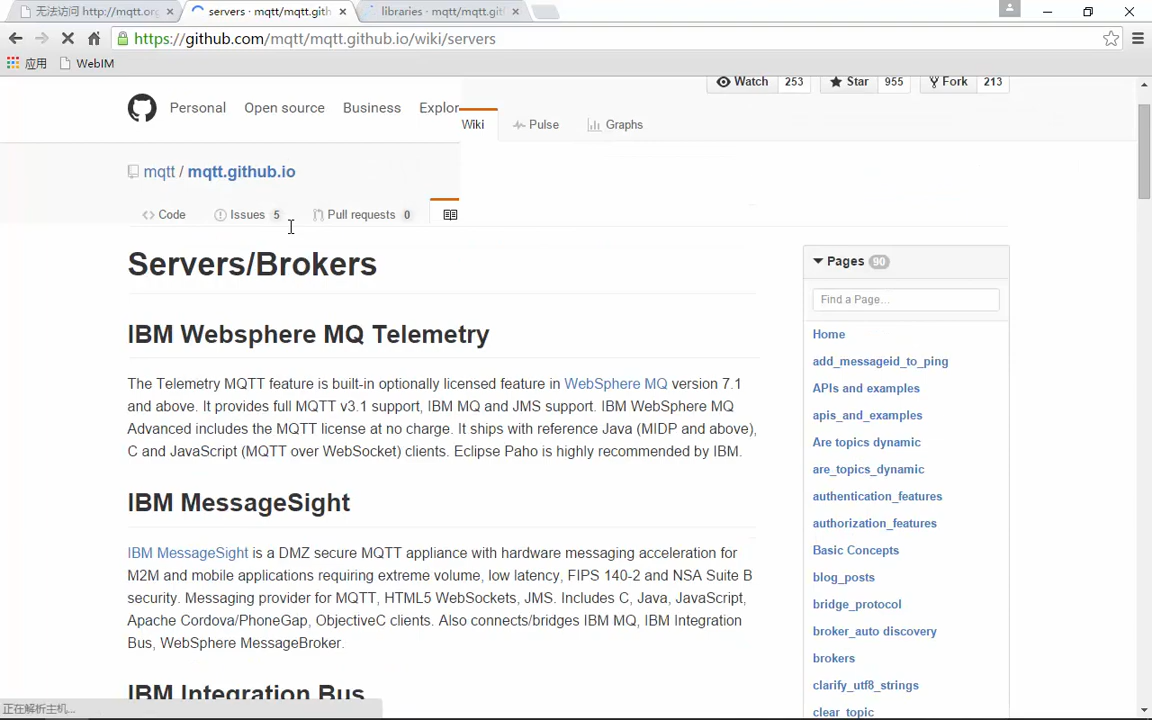 无法访问 http://mqtt.or
servers · mqtt/mqtt.gith
libraries · mqtt/mqtt.git
https://github.com/mqtt/mqtt.github.io/wiki/servers
应用 WebIM
Watch 253 Star 955 Fork 213
Personal Open source Business Explor
Wiki Pulse Graphs
mqtt / mqtt.github.io
Code Issues 5 Pull requests 0
Servers/Brokers
IBM Websphere MQ Telemetry
The Telemetry MQTT feature is built-in optionally licensed feature in WebSphere MQ version 7.1
and above. It provides full MQTT v3.1 support, IBM MQ and JMS support. IBM WebSphere MQ
Advanced includes the MQTT license at no charge. It ships with reference Java (MIDP and above),
C and JavaScript (MQTT over WebSocket) clients. Eclipse Paho is highly recommended by IBM.
IBM MessageSight
IBM MessageSight is a DMZ secure MQTT appliance with hardware messaging acceleration for
M2M and mobile applications requiring extreme volume, low latency, FIPS 140-2 and NSA Suite B
security. Messaging provider for MQTT, HTML5 WebSockets, JMS. Includes C, Java, JavaScript,
Apache Cordova/PhoneGap, ObjectiveC clients. Also connects/bridges IBM MQ, IBM Integration
Bus, WebSphere MessageBroker.
IBM Integration Bus
Pages 90
Find a Page...
Home
add_messageid_to_ping
APIs and examples
apis_and_examples
Are topics dynamic
are_topics_dynamic
authentication_features
authorization_features
Basic Concepts
blog_posts
bridge_protocol
broker_auto discovery
brokers
clarify_utf8_strings
clear_topic
正在解析主机...